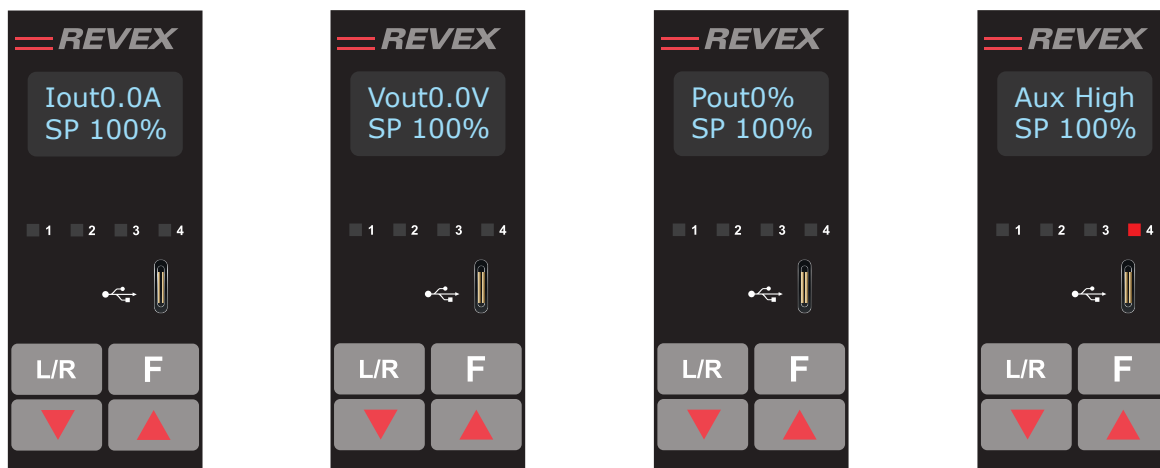 REVEX
Iout0.0A
SP 100%
1 2 3 4
L/R F
REVEX
Vout0.0V
SP 100%
1 2 3 4
L/R F
REVEX
Pout0%
SP 100%
1 2 3 4
L/R F
REVEX
Aux High
SP 100%
1 2 3 4
L/R F